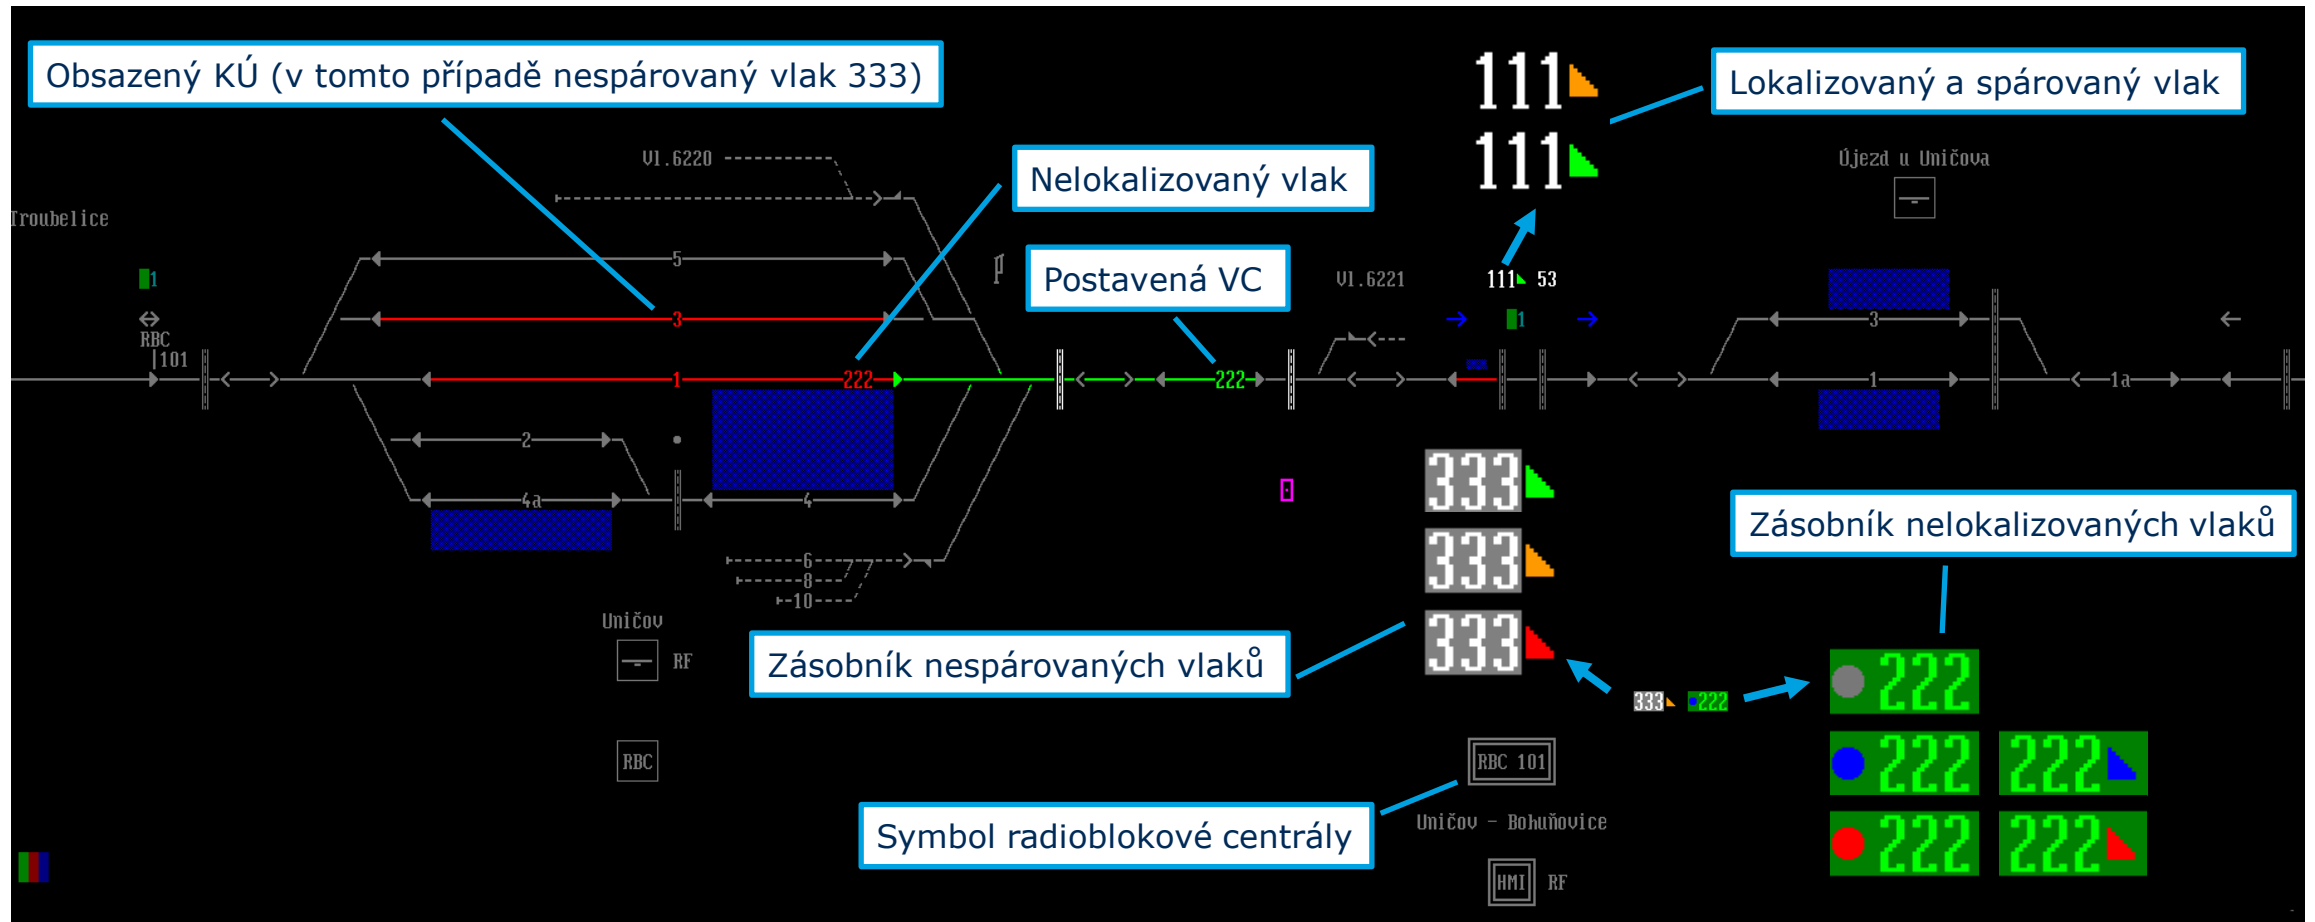 Obsazený KÚ (v tomto případě nespárovaný vlak 333)
111
Lokalizovaný a spárovaný vlak
111
Vl.6220
Nelokalizovaný vlak
Újezd u Uničova
Troubelice
5
Postavená VC
1
Vl.6221
111 53
3
1
3
RBC
101
1
222
222
1
1a
2
333
4a
4
Zásobník nelokalizovaných vlaků
333
6
8
10
Uničov
333
RF
Zásobník nespárovaných vlaků
222
333 222
RBC
RBC 101
222 222
Symbol radioblokové centrály
Uničov - Bohuňovice
222 222
HMI RF